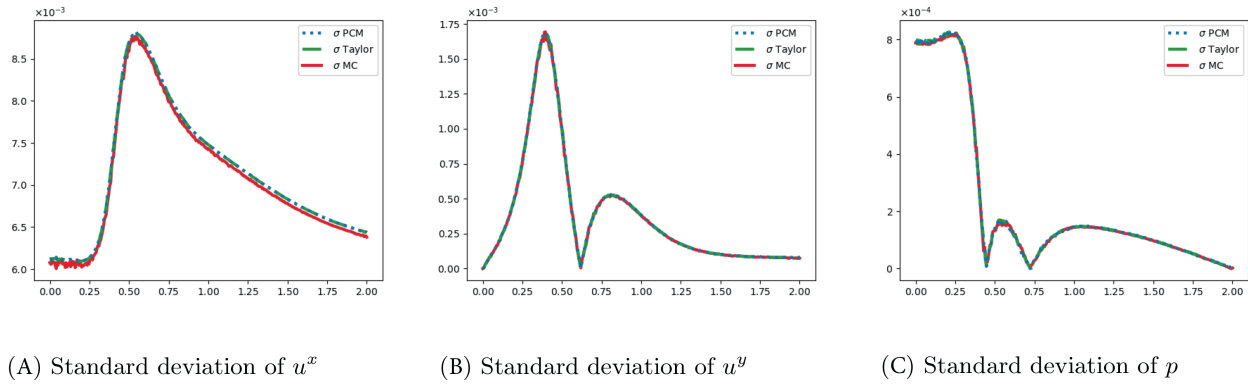 ×10⁻³
8.5
8.0
7.5
7.0
6.5
6.0
0.00 0.25 0.50 0.75 1.00 1.25 1.50 1.75 2.00
σ PCM
σ Taylor
σ MC
×10⁻³
1.75
1.50
1.25
1.00
0.75
0.50
0.25
0.00
0.00 0.25 0.50 0.75 1.00 1.25 1.50 1.75 2.00
σ PCM
σ Taylor
σ MC
×10⁻⁴
8
6
4
2
0
0.00 0.25 0.50 0.75 1.00 1.25 1.50 1.75 2.00
σ PCM
σ Taylor
σ MC
(A) Standard deviation of uˣ
(B) Standard deviation of uʸ
(C) Standard deviation of p